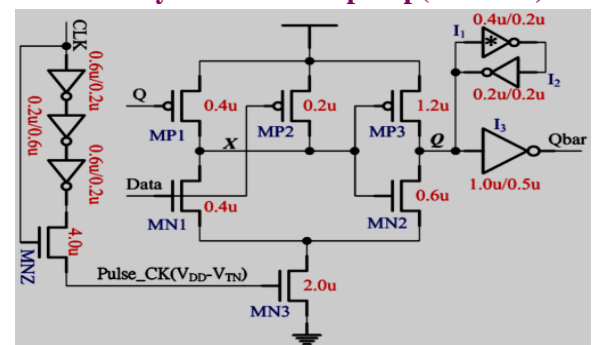 CLK
0.6u/0.2u
0.2u/0.6u
0.6u/0.2u
4.0u
MNZ
Q
0.4u
MP1
MP2
0.2u
MP3
1.2u
X
Q
Data
0.4u
MN1
MN2
0.6u
Pulse_CK(VDD-VTN)
MN3
2.0u
0.4u/0.2u
I1
*
I2
0.2u/0.2u
I3
Qbar
1.0u/0.5u